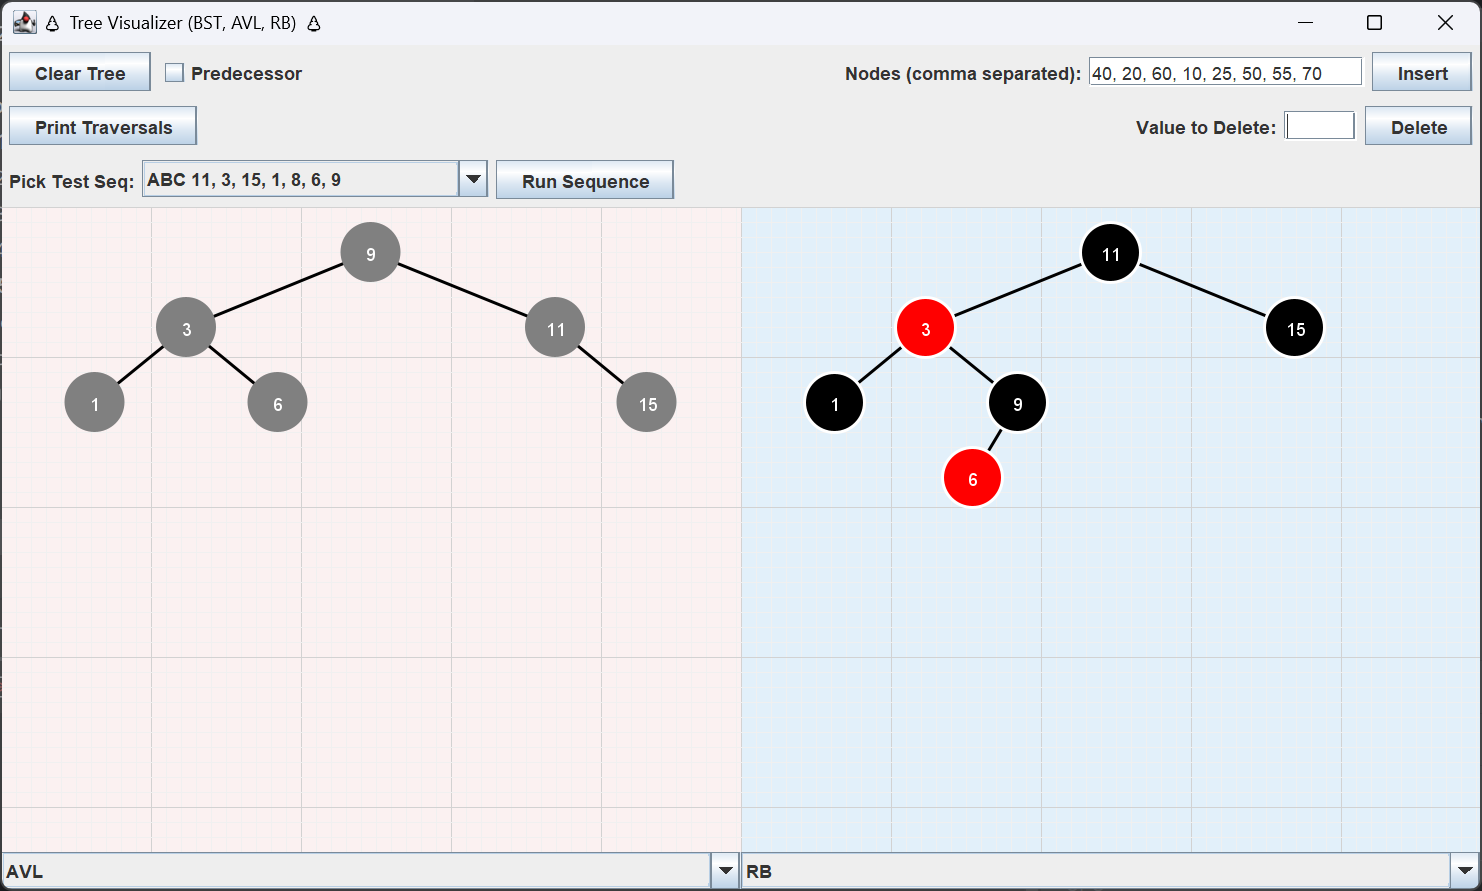 Tree Visualizer (BST, AVL, RB)
Clear Tree Predecessor Nodes (comma separated): 40, 20, 60, 10, 25, 50, 55, 70 Insert
Print Traversals Value to Delete: Delete
Pick Test Seq: ABC 11, 3, 15, 1, 8, 6, 9 Run Sequence
9
3 11
1 6 15
11
3 15
1 9
6
AVL
RB